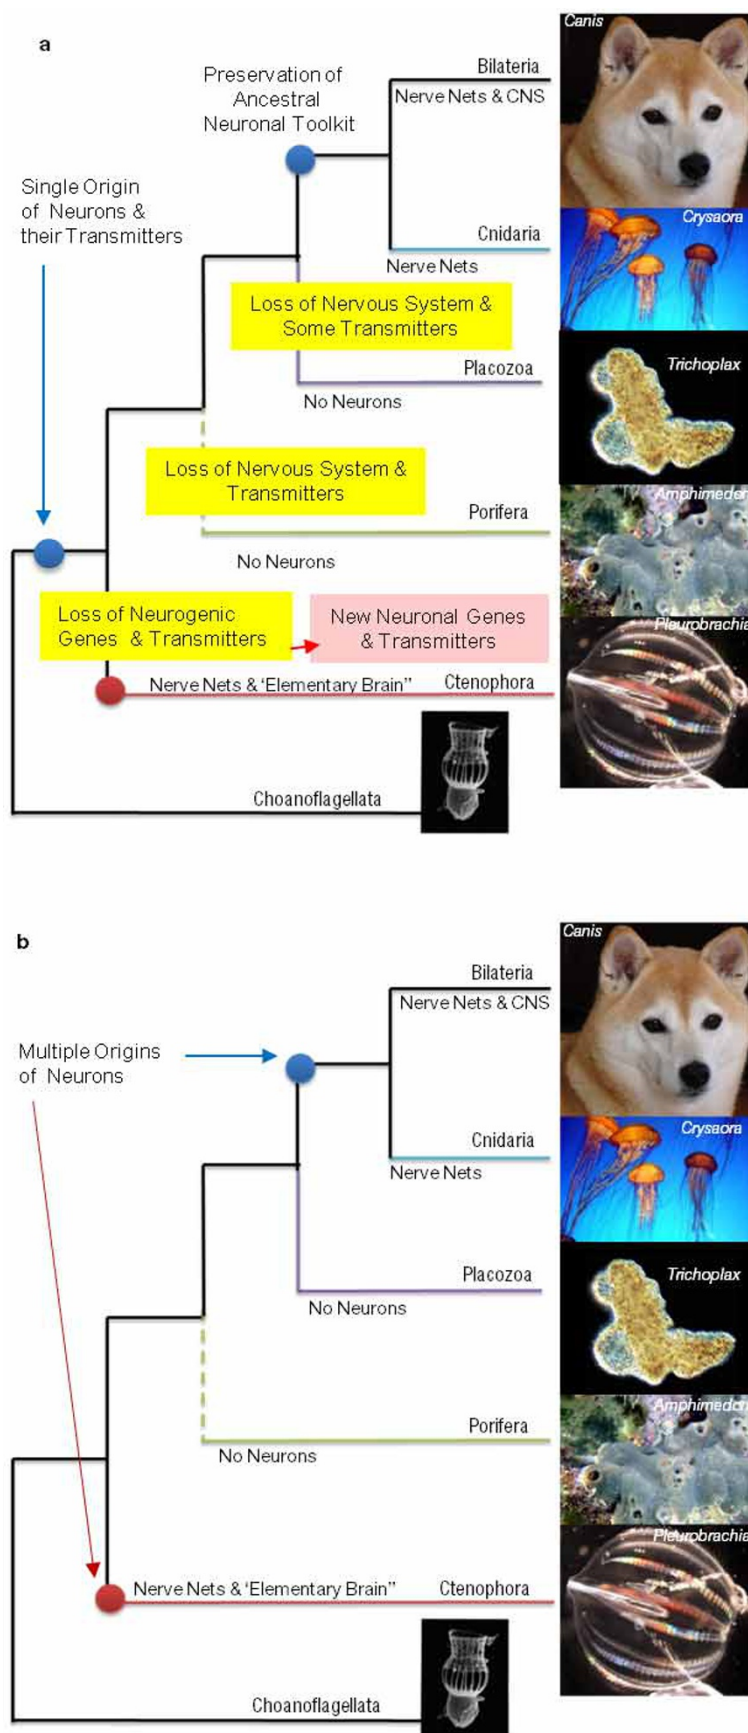 a
Canis
Preservation of
Ancestral
Neuronal Toolkit
Bilateria
Nerve Nets & CNS
Single Origin
of Neurons &
their Transmitters
Crysaora
Cnidaria
Nerve Nets
Loss of Nervous System &
Some Transmitters
Trichoplax
Placozoa
No Neurons
Loss of Nervous System &
Transmitters
Amphimedon
Porifera
No Neurons
Loss of Neurogenic
Genes & Transmitters
New Neuronal Genes
& Transmitters
Pleurobrachia
Nerve Nets & 'Elementary Brain"
Ctenophora
Choanoflagellata
b
Canis
Bilateria
Nerve Nets & CNS
Multiple Origins
of Neurons
Crysaora
Cnidaria
Nerve Nets
Trichoplax
Placozoa
No Neurons
Amphimedon
Porifera
No Neurons
Pleurobrachia
Nerve Nets & 'Elementary Brain"
Ctenophora
Choanoflagellata